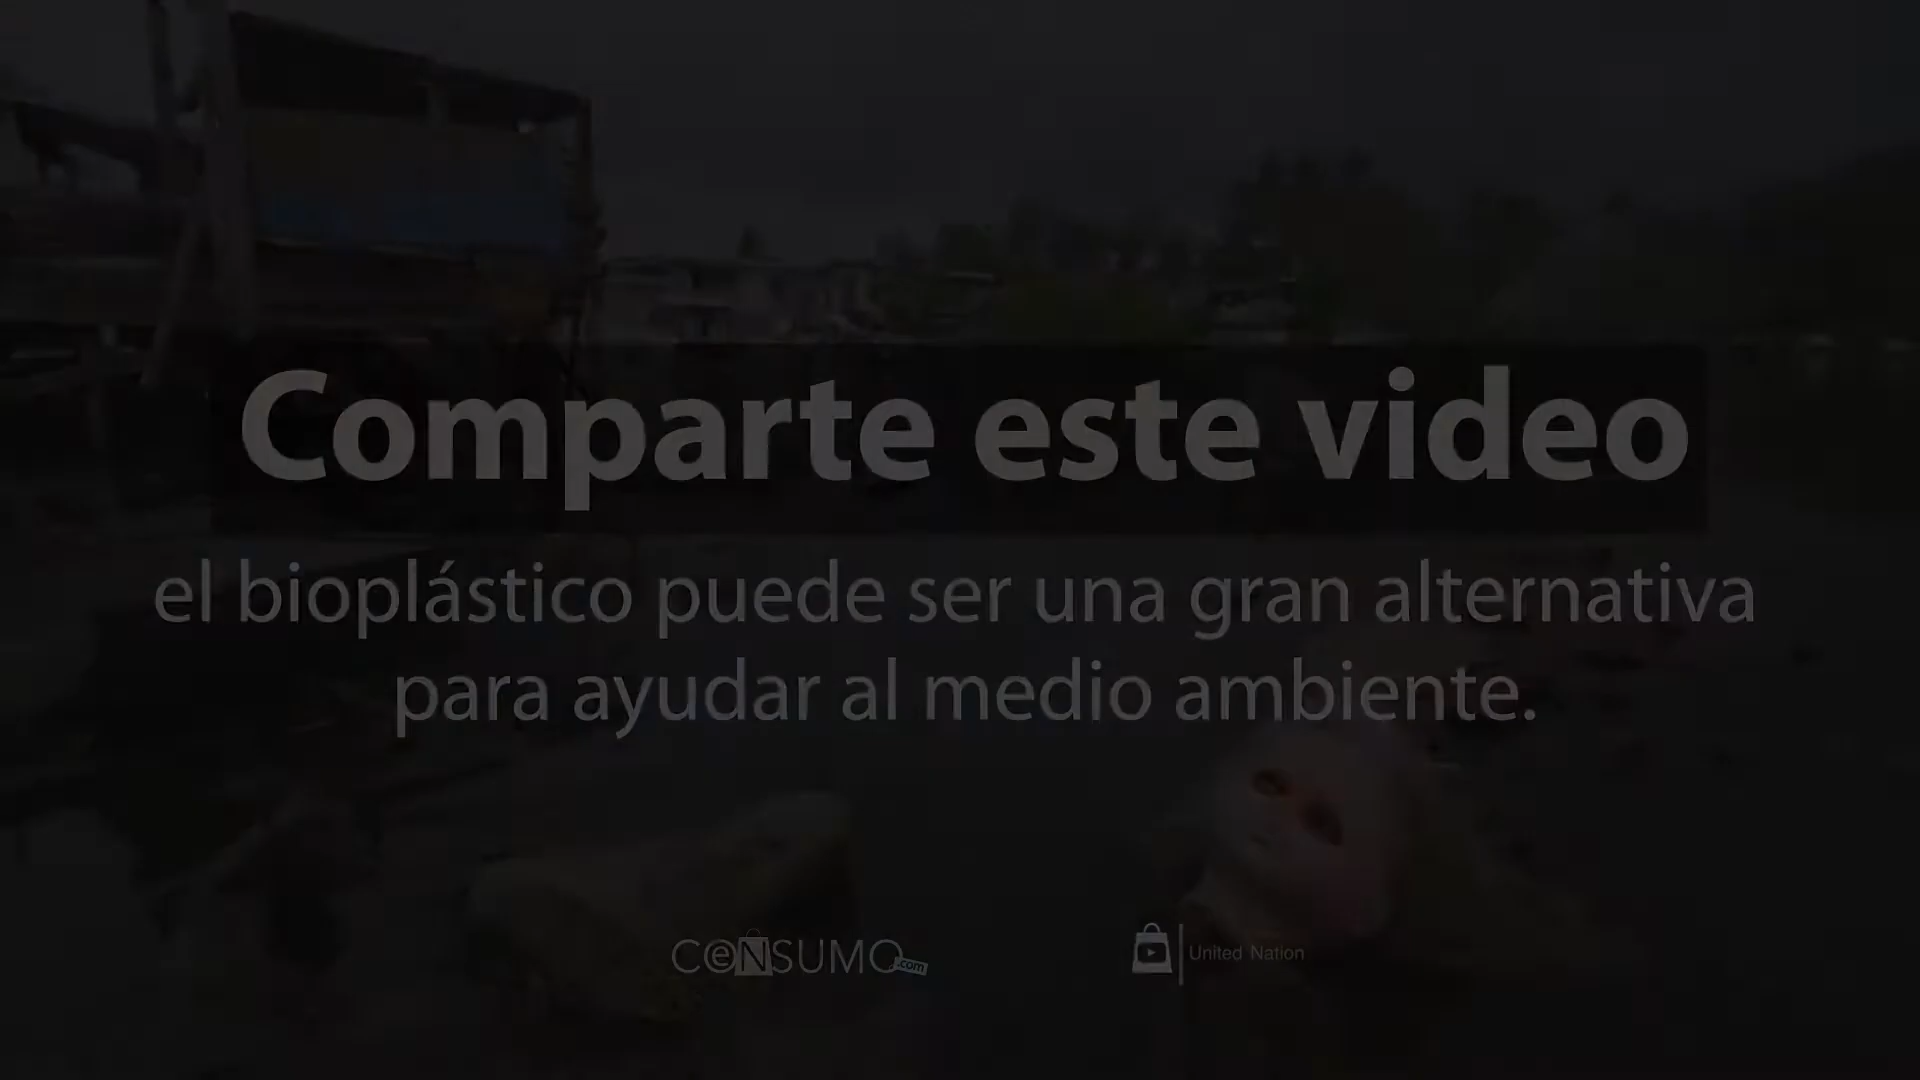 Comparte este video
el bioplástico puede ser una gran alternativa
para ayudar al medio ambiente.
CeNSUMO.com
United Nation